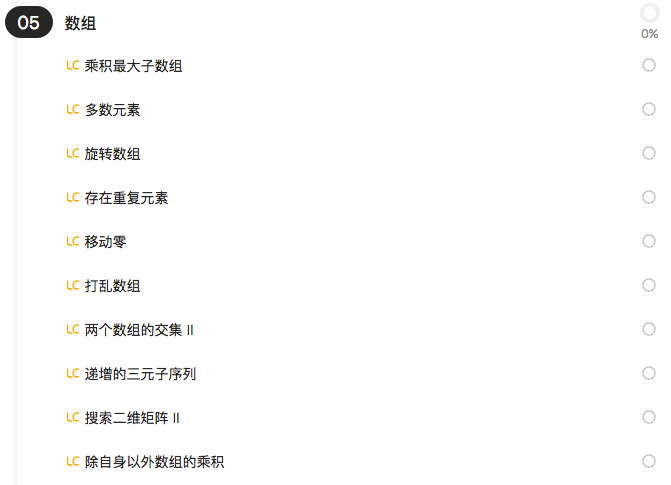 05 数组
0%
LC 乘积最大子数组
LC 多数元素
LC 旋转数组
LC 存在重复元素
LC 移动零
LC 打乱数组
LC 两个数组的交集 II
LC 递增的三元子序列
LC 搜索二维矩阵 II
LC 除自身以外数组的乘积